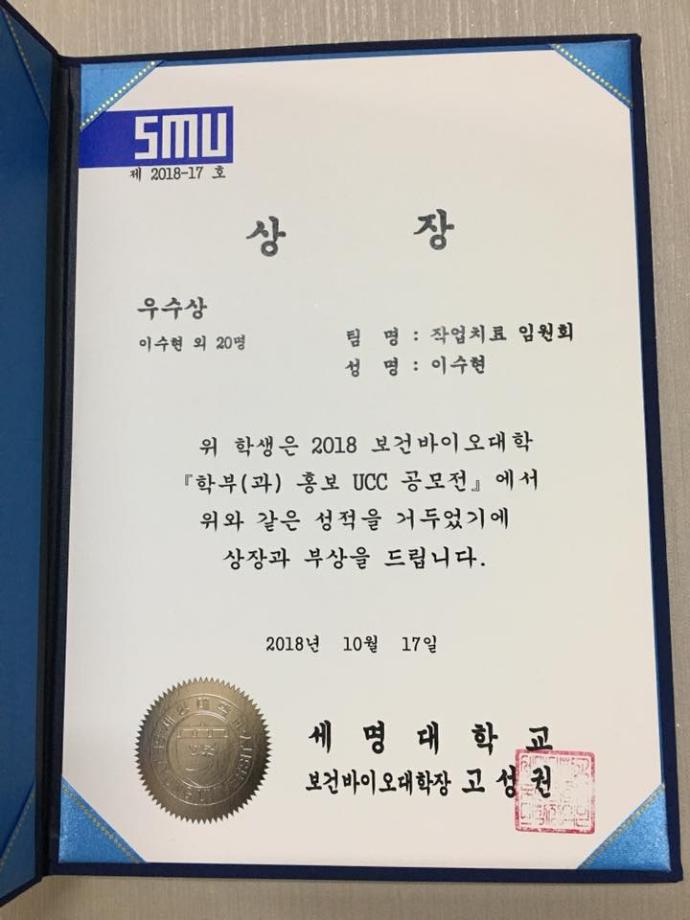 SMU
제 2018-17 호
상 장
우수상
이수현 외 20명
팀 명 : 작업치료 임원회
성 명 : 이수현
위 학생은 2018 보건바이오대학
『학부(과) 홍보 UCC 공모전』에서
위와 같은 성적을 거두었기에
상장과 부상을 드립니다.
2018년 10월 17일
세명대학교
보건바이오대학장 고성권